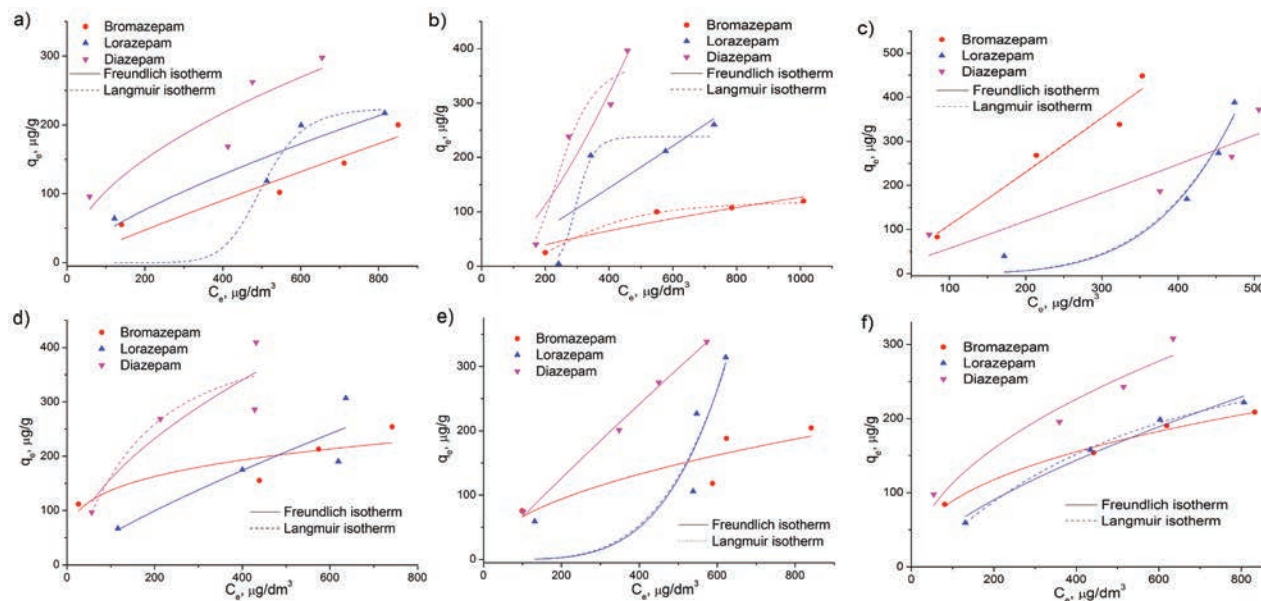 a)
Bromazepam
Lorazepam
Diazepam
Freundlich isotherm
Langmuir isotherm
300
200
100
0
qe, μg/g
0 200 400 600 800
Ce, μg/dm3
b)
Bromazepam
Lorazepam
Diazepam
Freundlich isotherm
Langmuir isotherm
400
300
200
100
0
qe, μg/g
0 200 400 600 800 1000
Ce, μg/dm3
c)
Bromazepam
Lorazepam
Diazepam
Freundlich isotherm
Langmuir isotherm
500
400
300
200
100
0
qe, μg/g
100 200 300 400 500
Ce, μg/dm3
d)
Bromazepam
Lorazepam
Diazepam
Freundlich isotherm
Langmuir isotherm
400
300
200
100
0
qe, μg/g
0 200 400 600 800
Ce, μg/dm3
e)
Bromazepam
Lorazepam
Diazepam
Freundlich isotherm
Langmuir isotherm
300
200
100
0
qe, μg/g
0 200 400 600 800
Ce, μg/dm3
f)
Bromazepam
Lorazepam
Diazepam
Freundlich isotherm
Langmuir isotherm
300
200
100
0
qe, μg/g
0 200 400 600 800
Ce, μg/dm3